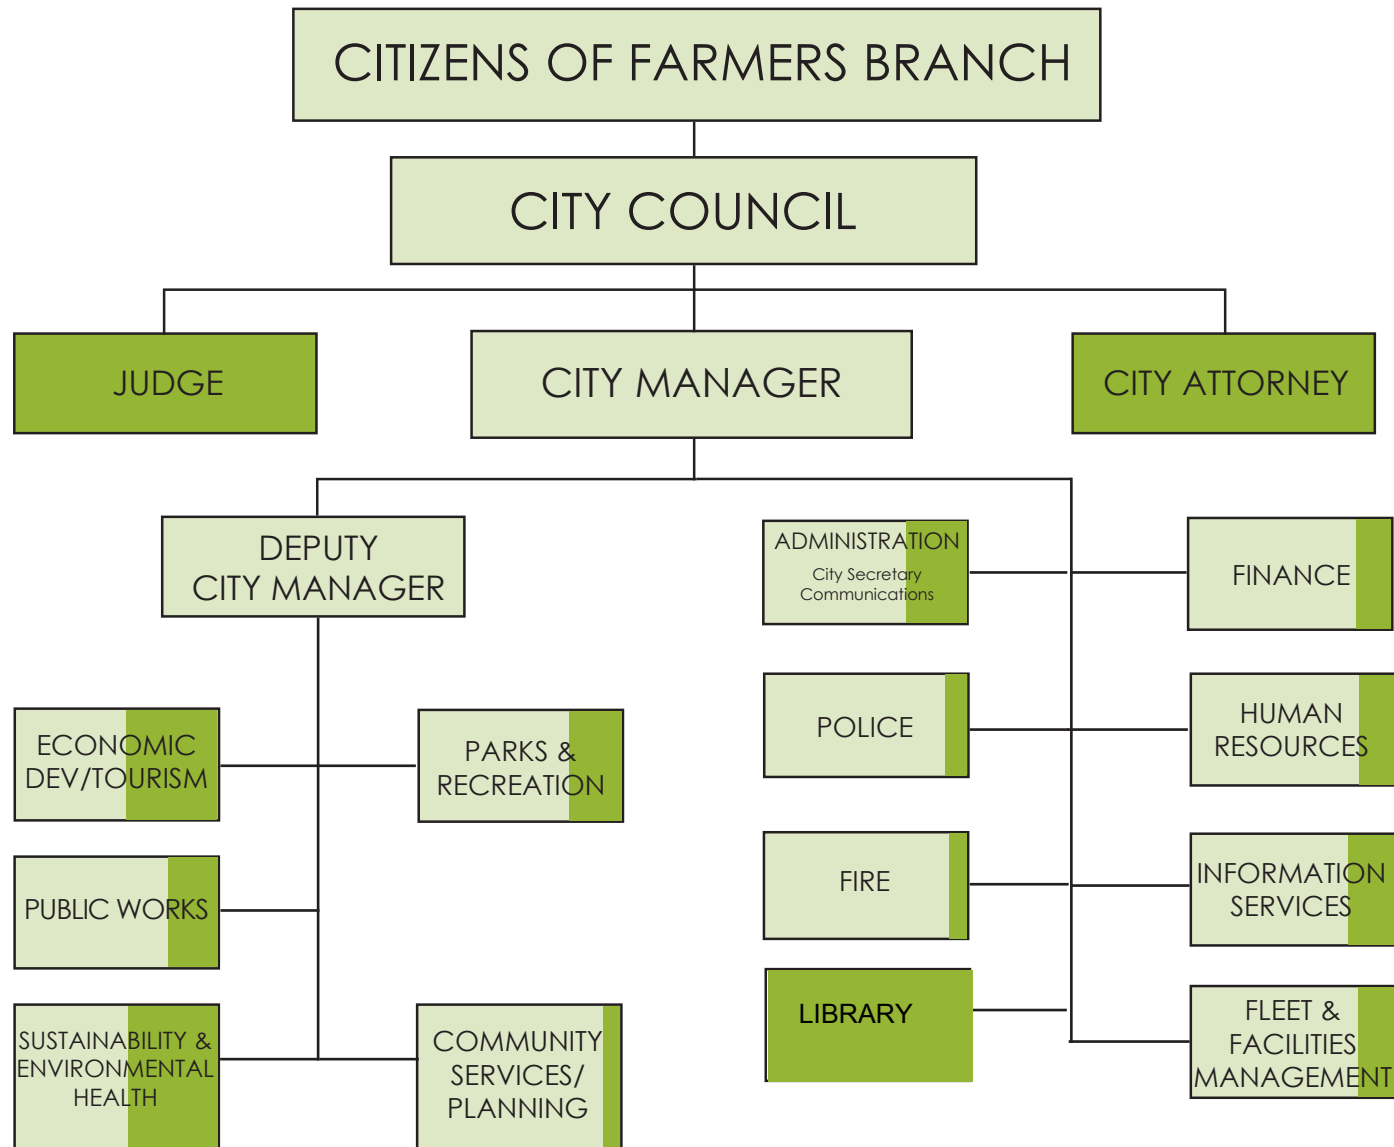 CITIZENS OF FARMERS BRANCH
CITY COUNCIL
JUDGE
CITY MANAGER
CITY ATTORNEY
DEPUTY
CITY MANAGER
ADMINISTRATION
City Secretary
Communications
FINANCE
ECONOMIC
DEV/TOURISM
PARKS &
RECREATION
POLICE
HUMAN
RESOURCES
PUBLIC WORKS
FIRE
INFORMATION
SERVICES
SUSTAINABILITY &
ENVIRONMENTAL
HEALTH
COMMUNITY
SERVICES/
PLANNING
LIBRARY
FLEET &
FACILITIES
MANAGEMENT